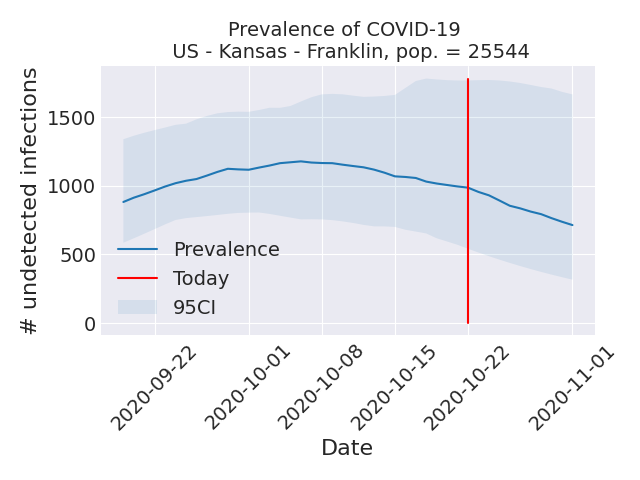 Prevalence of COVID-19
US - Kansas - Franklin, pop. = 25544
# undetected infections
1500
1000
500
0
Prevalence
Today
95CI
2020-09-22
2020-10-01
2020-10-08
2020-10-15
2020-10-22
2020-11-01
Date